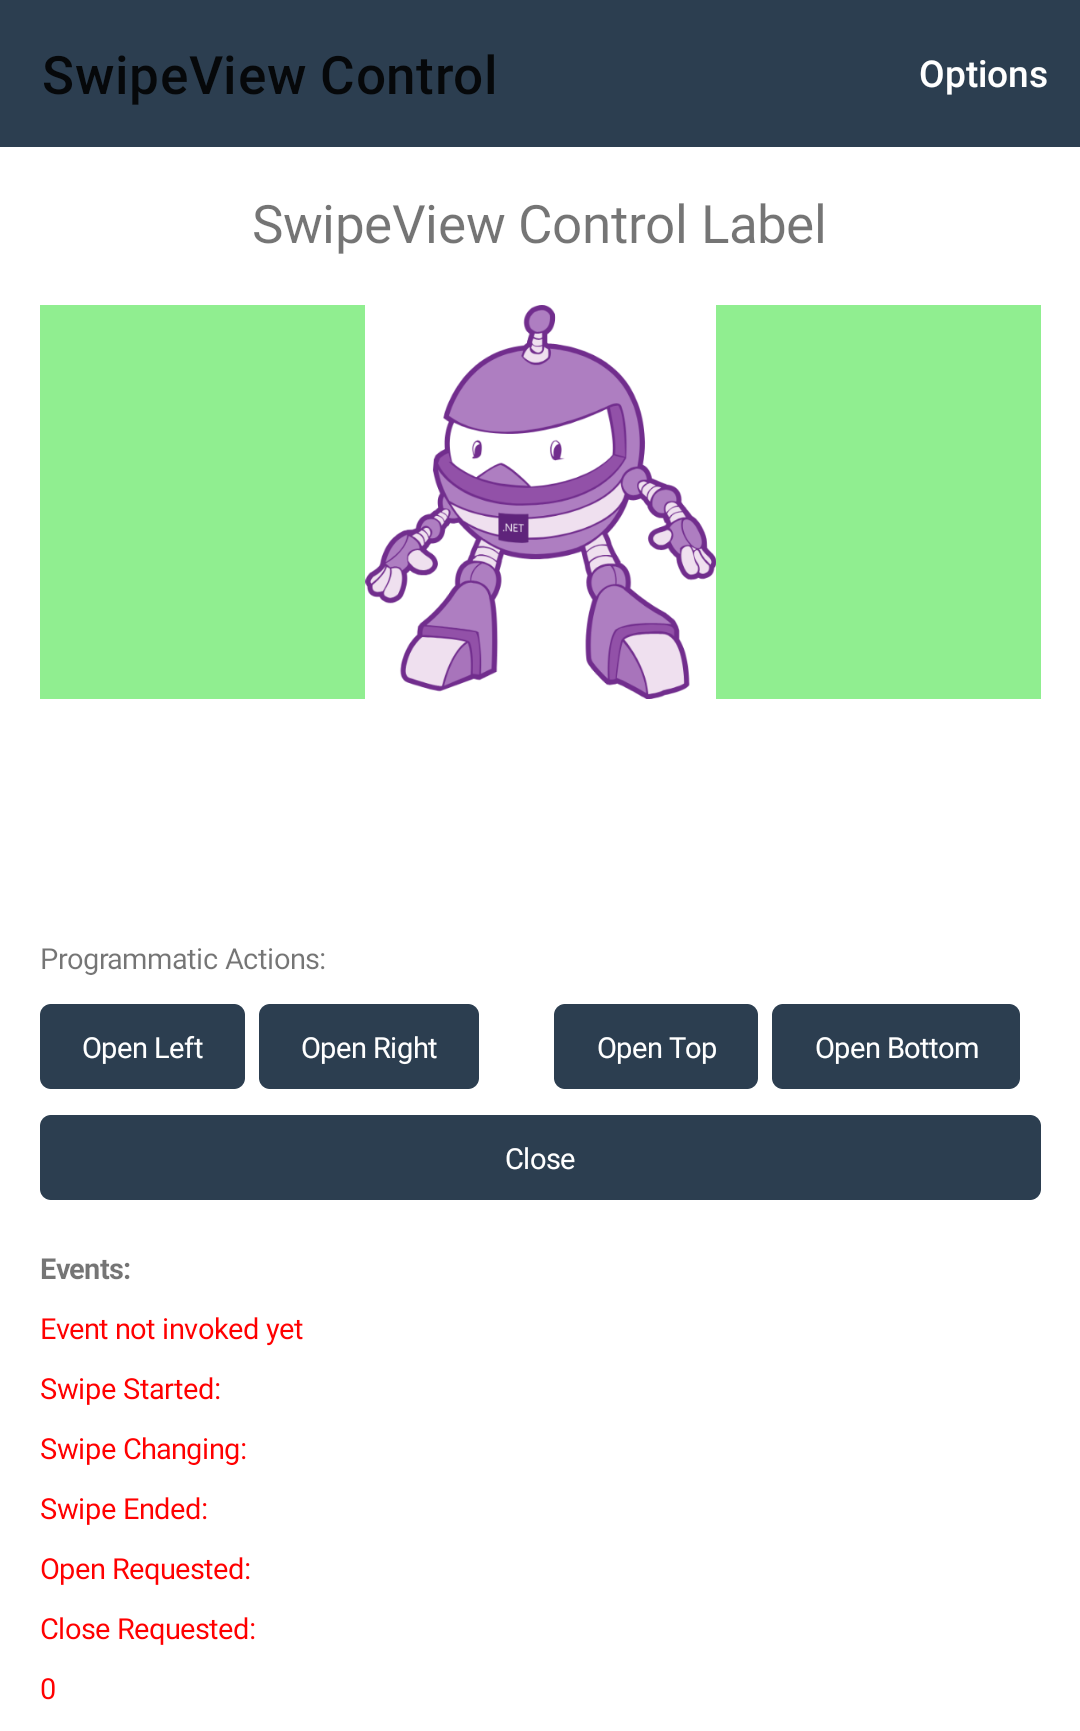 SwipeView Control
Options
SwipeView Control Label
.NET
Programmatic Actions:
Open Left
Open Right
Open Top
Open Bottom
Close
Events:
Event not invoked yet
Swipe Started:
Swipe Changing:
Swipe Ended:
Open Requested:
Close Requested:
0